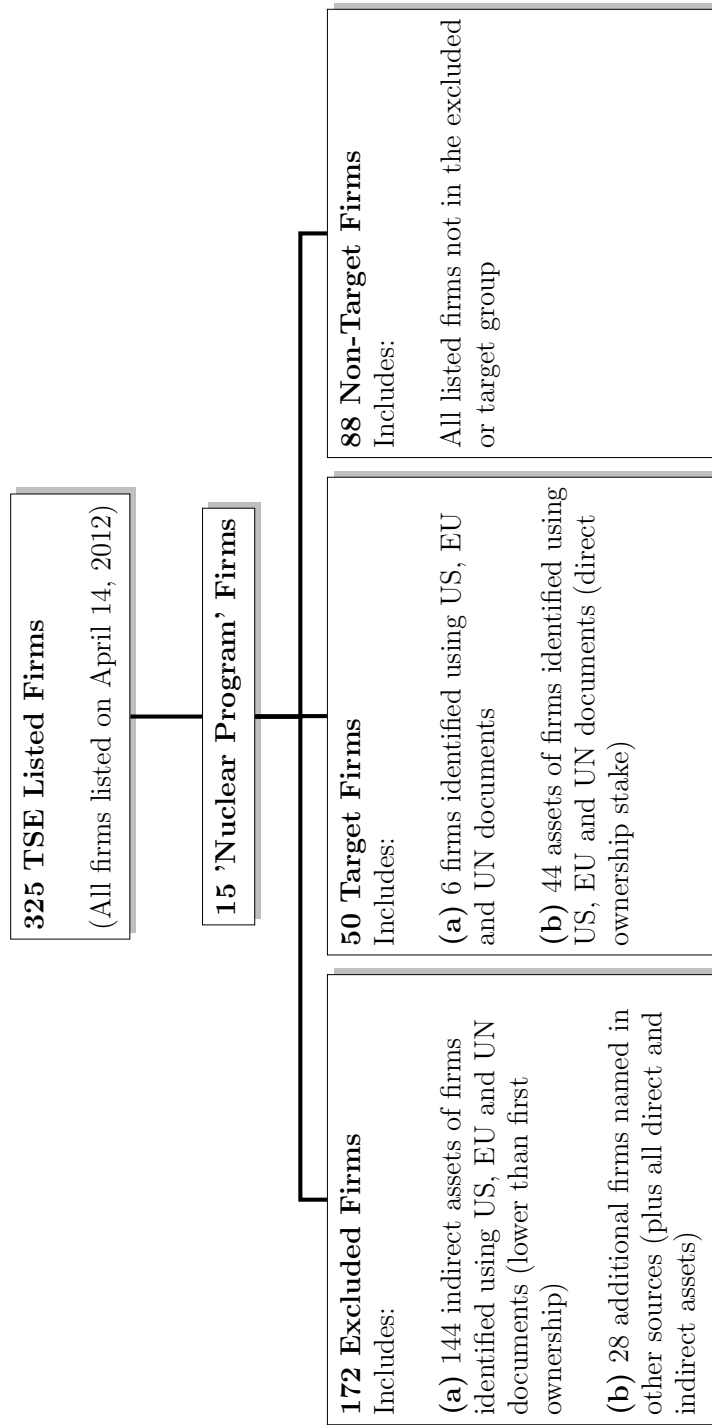 325 TSE Listed Firms
(All firms listed on April 14, 2012)
15 'Nuclear Program' Firms
172 Excluded Firms
Includes:
(a) 144 indirect assets of firms
identified using US, EU and UN
documents (lower than first
ownership)
(b) 28 additional firms named in
other sources (plus all direct and
indirect assets)
50 Target Firms
Includes:
(a) 6 firms identified using US, EU
and UN documents
(b) 44 assets of firms identified using
US, EU and UN documents (direct
ownership stake)
88 Non-Target Firms
Includes:
All listed firms not in the excluded
or target group